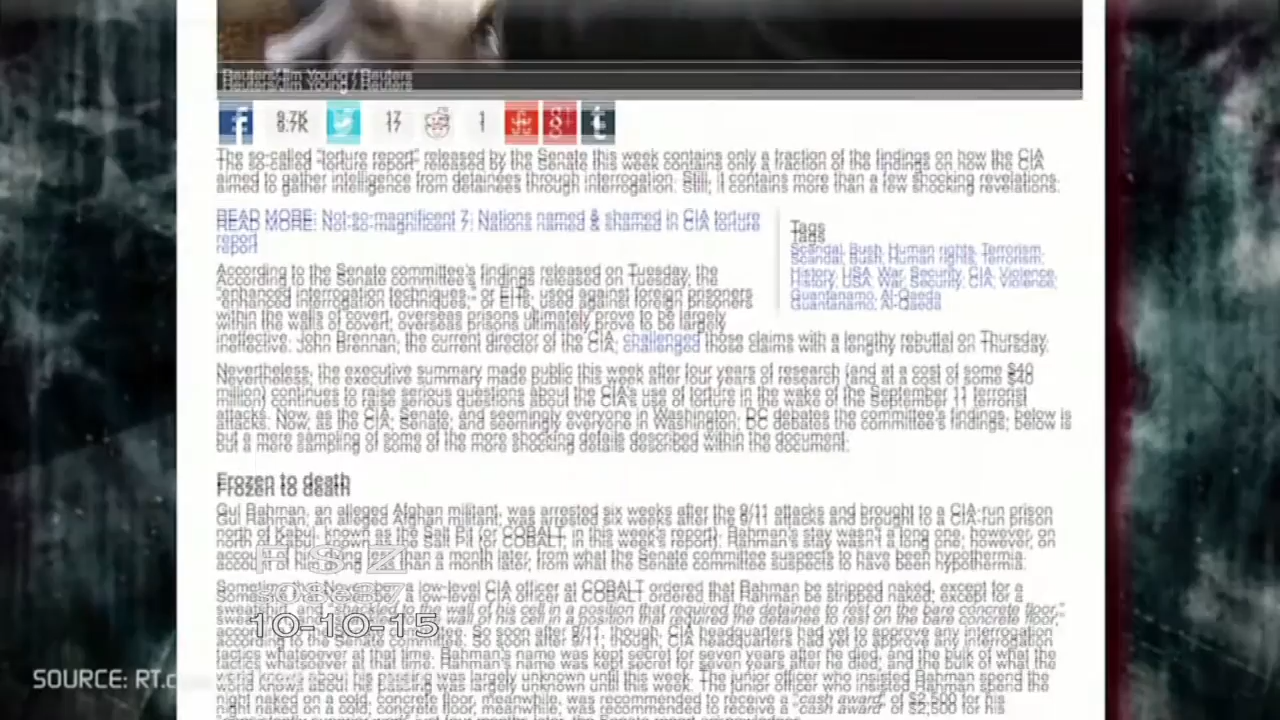 Reuters/Jim Young / Reuters
9.7K 17 1
The so-called "torture report" released by the Senate this week contains only a fraction of the findings on how the CIA
aimed to gather intelligence from detainees through interrogation. Still, it contains more than a few shocking revelations.
READ MORE: Not-so-magnificent 7: Nations named & shamed in CIA torture
report
Tags
Scandal, Bush, Human rights, Terrorism,
History, USA, War, Security, CIA, Violence,
Guantanamo, Al-Qaeda
According to the Senate committee's findings released on Tuesday, the
"enhanced interrogation techniques," or EITs, used against foreign prisoners
within the walls of covert, overseas prisons ultimately prove to be largely
ineffective. John Brennan, the current director of the CIA, challenged those claims with a lengthy rebuttal on Thursday.
Nevertheless, the executive summary made public this week after four years of research (and at a cost of some $40
million) continues to raise serious questions about the CIA's use of torture in the wake of the September 11 terrorist
attacks. Now, as the CIA, Senate, and seemingly everyone in Washington, DC debates the committee's findings, below is
but a mere sampling of some of the more shocking details described within the document.
Frozen to death
Gul Rahman, an alleged Afghan militant, was arrested six weeks after the 9/11 attacks and brought to a CIA-run prison
north of Kabul known as the Salt Pit (or COBALT, in this week's report). Rahman's stay wasn't a long one, however, on
of his than a month later, from what the Senate committee suspects to have been hypothermia.
a low-level CIA officer at COBALT ordered that Rahman be stripped naked, except for a
sweatshirt, and "shackled to the wall of his cell in a position that required the detainee to rest on the bare concrete floor,"
So soon after 9/11, though, CIA headquarters had yet to approve any interrogation
tactics whatsoever at that time. Rahman's name was kept secret for seven years after he died, and the bulk of what the
world knows about his passing was largely unknown until this week. The junior officer who insisted Rahman spend the
night naked on a cold, concrete floor, meanwhile, was recommended to receive a "cash award" of $2,500 for his
10-10-15
SOURCE: RT.